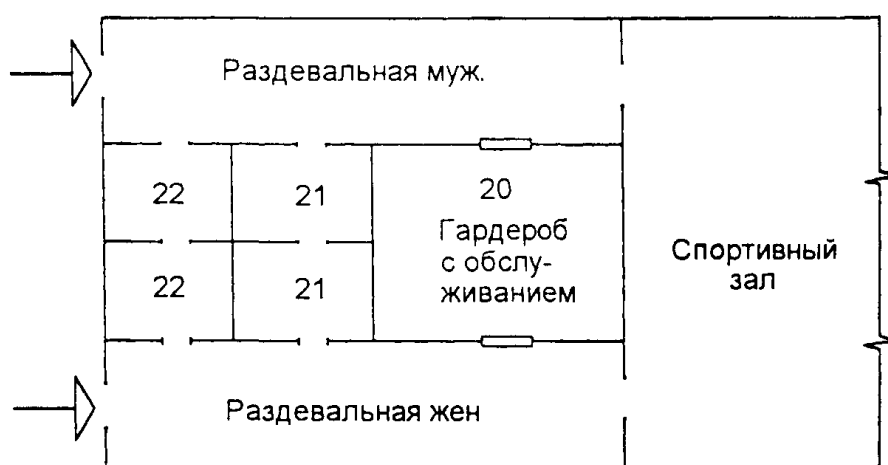 Раздевальная муж.
22
21
20
Гардероб
с обслу-
живанием
22
21
Спортивный
зал
Раздевальная жен